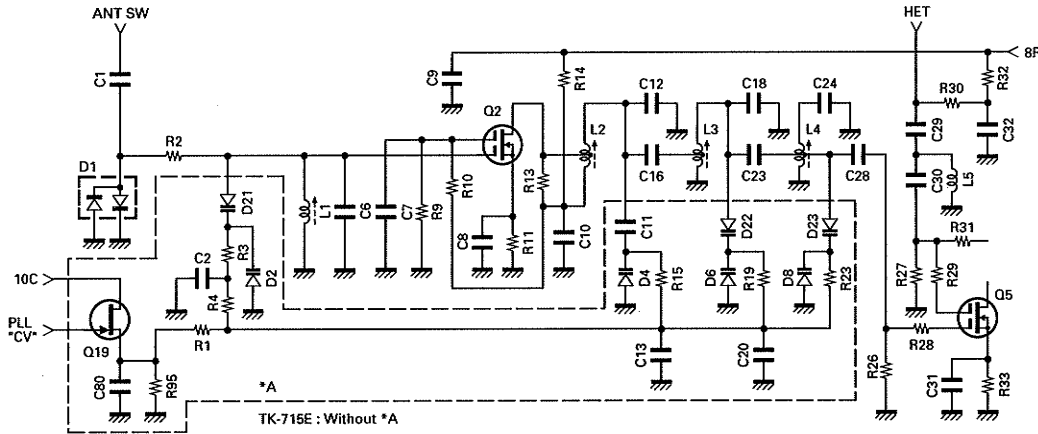 ANT SW
HET
8R
C1
C9
R14
C12
C18
C24
R30
R32
Q2
L2
L3
L4
C29
C32
R2
D1
C16
C23
C28
C30
L5
D21
L1
C6
C7
R9
R10
R13
C8
R11
C10
C11
D22
D23
R31
R3
C2
D2
R4
D4
R15
D6
R19
D8
R23
R27
R29
Q5
10C
PLL
"CV"
Q19
R1
C13
C20
R28
R26
C80
R95
C31
R33
*A
TK-715E : Without *A